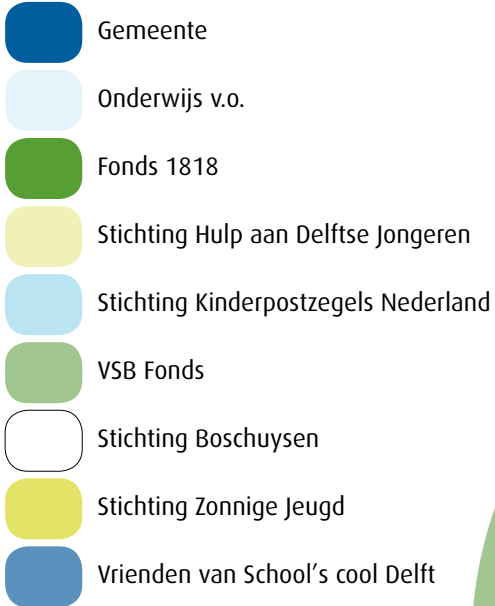 Gemeente
Onderwijs v.o.
Fonds 1818
Stichting Hulp aan Delftse Jongeren
Stichting Kinderpostzegels Nederland
VSB Fonds
Stichting Boschuysen
Stichting Zonnige Jeugd
Vrienden van School's cool Delft